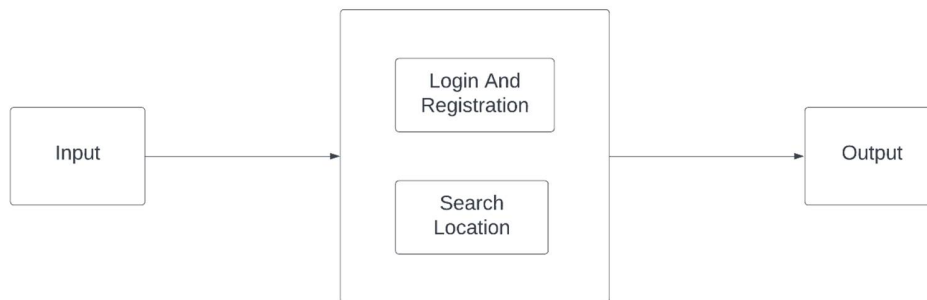 Input
Login And
Registration
Search
Location
Output